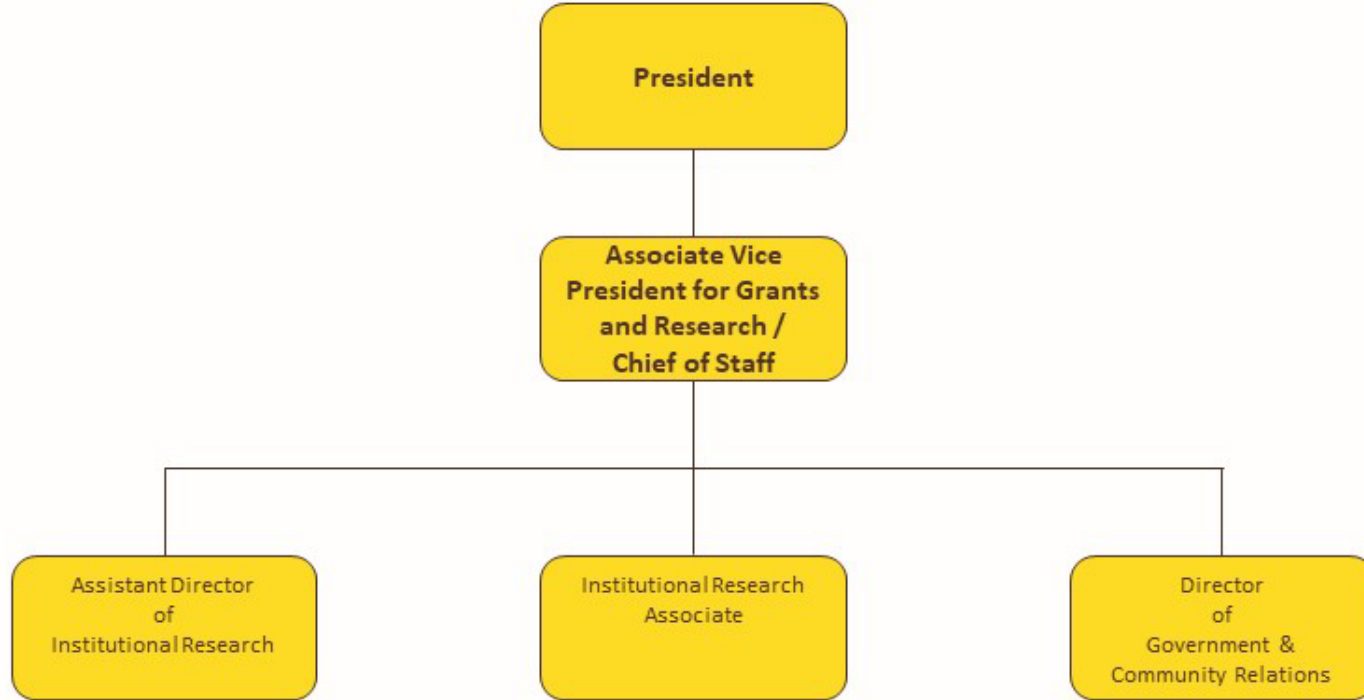 President
Associate Vice
President for Grants
and Research /
Chief of Staff
Assistant Director
of
Institutional Research
Institutional Research
Associate
Director
of
Government &
Community Relations